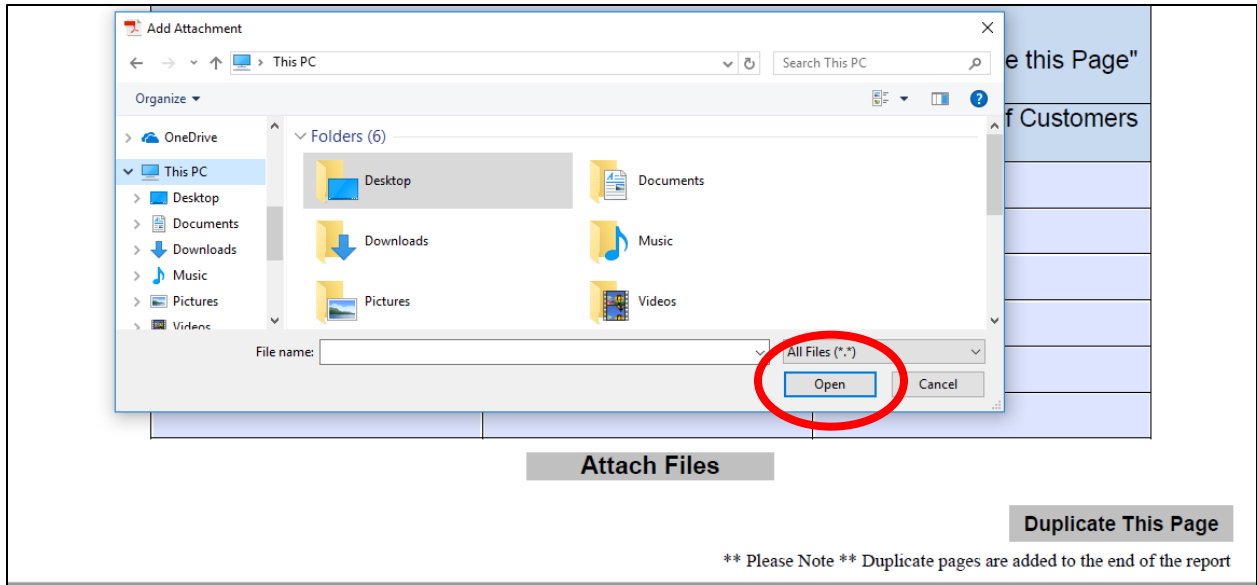 Add Attachment
This PC
Search This PC
e this Page"
Organize
f Customers
OneDrive
This PC
Desktop
Documents
Downloads
Music
Pictures
Videos
Folders (6)
Desktop
Documents
Downloads
Music
Pictures
Videos
File name:
All Files (*.*)
Open
Cancel
Attach Files
Duplicate This Page
** Please Note ** Duplicate pages are added to the end of the report